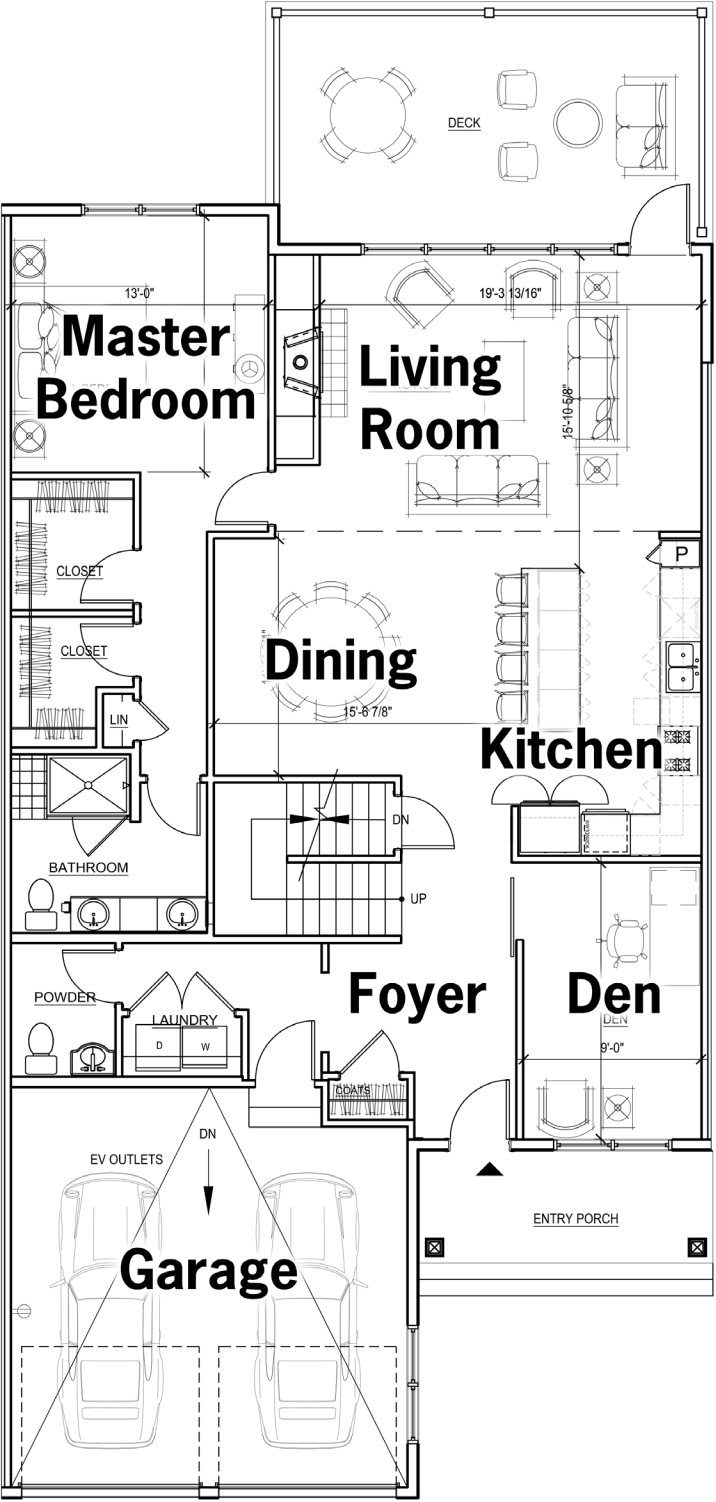 DECK
13'-0"
19'-3 13/16"
Master
Bedroom
Living
Room
15'-10 5/8"
CLOSET
P
CLOSET
Dining
LIN
15'-6 7/8"
Kitchen
DN
BATHROOM
UP
POWDER
Foyer
Den
LAUNDRY
DEN
D
W
9'-0"
COATS
DN
EV OUTLETS
ENTRY PORCH
Garage